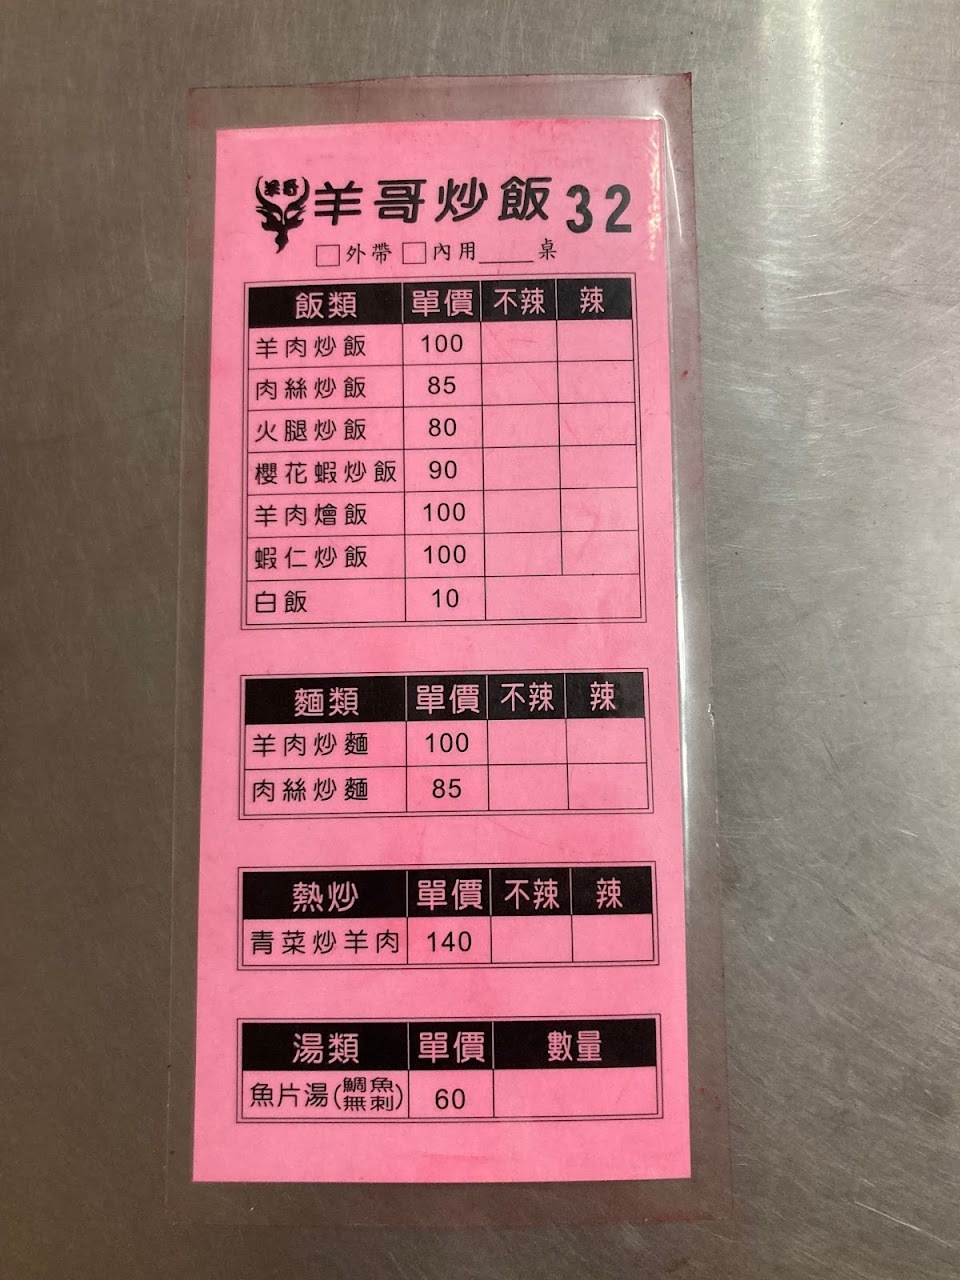 羊哥
羊哥炒飯 32
□外帶 □內用____桌
飯類 單價 不辣 辣
羊肉炒飯 100
肉絲炒飯 85
火腿炒飯 80
櫻花蝦炒飯 90
羊肉燴飯 100
蝦仁炒飯 100
白飯 10
麵類 單價 不辣 辣
羊肉炒麵 100
肉絲炒麵 85
熱炒 單價 不辣 辣
青菜炒羊肉 140
湯類 單價 數量
魚片湯(鯛魚無刺) 60